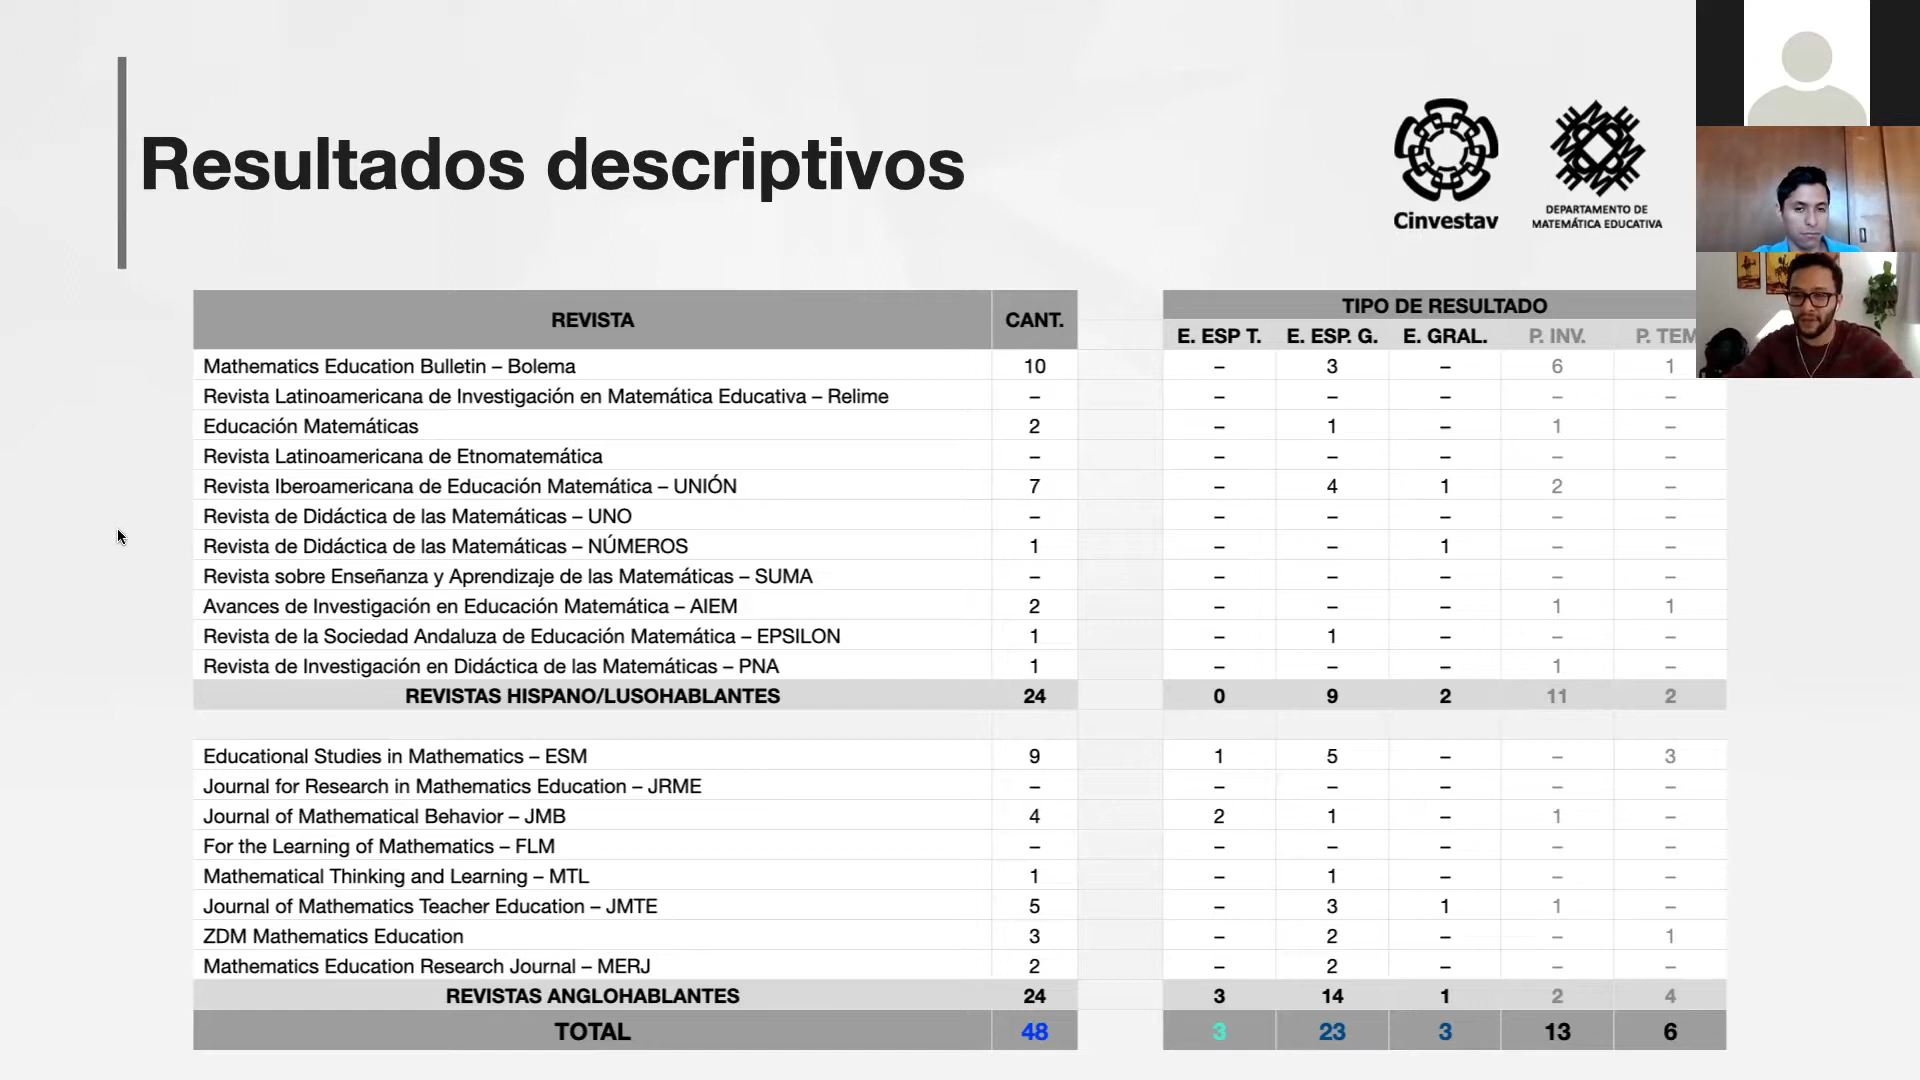 Resultados descriptivos
Cinvestav
DEPARTAMENTO DE
MATEMÁTICA EDUCATIVA
REVISTA CANT. TIPO DE RESULTADO
E. ESP T. E. ESP. G. E. GRAL. P. INV. P. TEM
Mathematics Education Bulletin – Bolema 10 – 3 – 6 1
Revista Latinoamericana de Investigación en Matemática Educativa – Relime – – – – – –
Educación Matemáticas 2 – 1 – 1 –
Revista Latinoamericana de Etnomatemática – – – – – –
Revista Iberoamericana de Educación Matemática – UNIÓN 7 – 4 1 2 –
Revista de Didáctica de las Matemáticas – UNO – – – – – –
Revista de Didáctica de las Matemáticas – NÚMEROS 1 – – 1 – –
Revista sobre Enseñanza y Aprendizaje de las Matemáticas – SUMA – – – – – –
Avances de Investigación en Educación Matemática – AIEM 2 – – – 1 1
Revista de la Sociedad Andaluza de Educación Matemática – EPSILON 1 – 1 – – –
Revista de Investigación en Didáctica de las Matemáticas – PNA 1 – – – 1 –
REVISTAS HISPANO/LUSOHABLANTES 24 0 9 2 11 2
Educational Studies in Mathematics – ESM 9 1 5 – – 3
Journal for Research in Mathematics Education – JRME – – – – – –
Journal of Mathematical Behavior – JMB 4 2 1 – 1 –
For the Learning of Mathematics – FLM – – – – – –
Mathematical Thinking and Learning – MTL 1 – 1 – – –
Journal of Mathematics Teacher Education – JMTE 5 – 3 1 1 –
ZDM Mathematics Education 3 – 2 – – 1
Mathematics Education Research Journal – MERJ 2 – 2 – – –
REVISTAS ANGLOHABLANTES 24 3 14 1 2 4
TOTAL 48 3 23 3 13 6